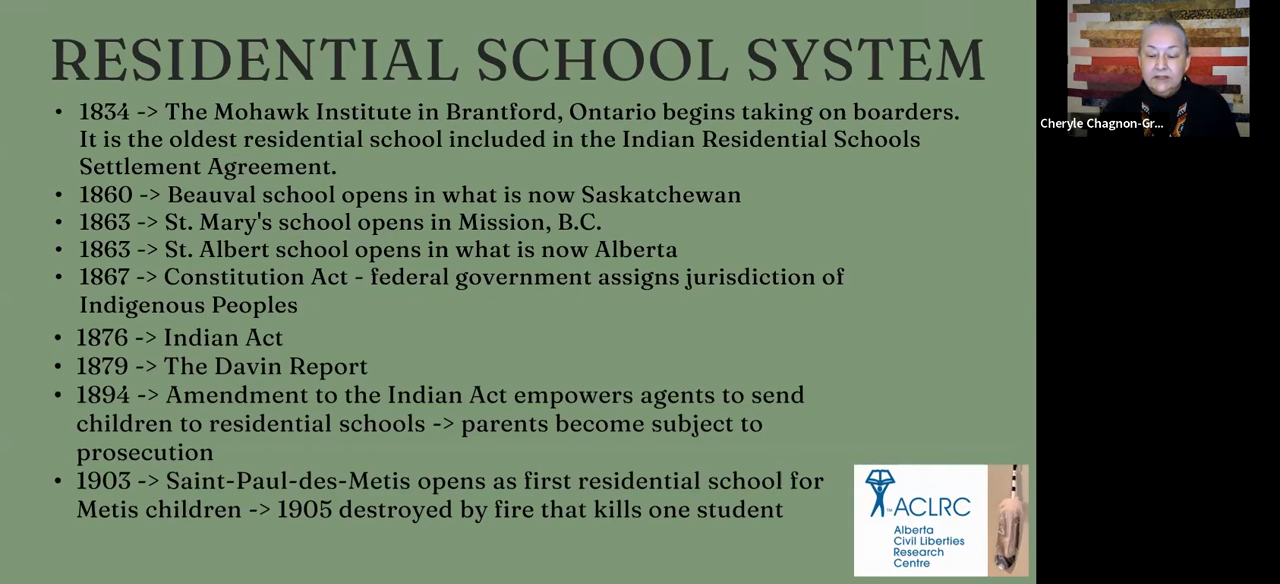 RESIDENTIAL SCHOOL SYSTEM
• 1834 -> The Mohawk Institute in Brantford, Ontario begins taking on boarders.
It is the oldest residential school included in the Indian Residential Schools
Settlement Agreement.
• 1860 -> Beauval school opens in what is now Saskatchewan
• 1863 -> St. Mary's school opens in Mission, B.C.
• 1863 -> St. Albert school opens in what is now Alberta
• 1867 -> Constitution Act - federal government assigns jurisdiction of
Indigenous Peoples
• 1876 -> Indian Act
• 1879 -> The Davin Report
• 1894 -> Amendment to the Indian Act empowers agents to send
children to residential schools -> parents become subject to
prosecution
• 1903 -> Saint-Paul-des-Metis opens as first residential school for
Metis children -> 1905 destroyed by fire that kills one student
™ACLRC
Alberta
Civil Liberties
Research
Centre
Cheryle Chagnon-Gr...